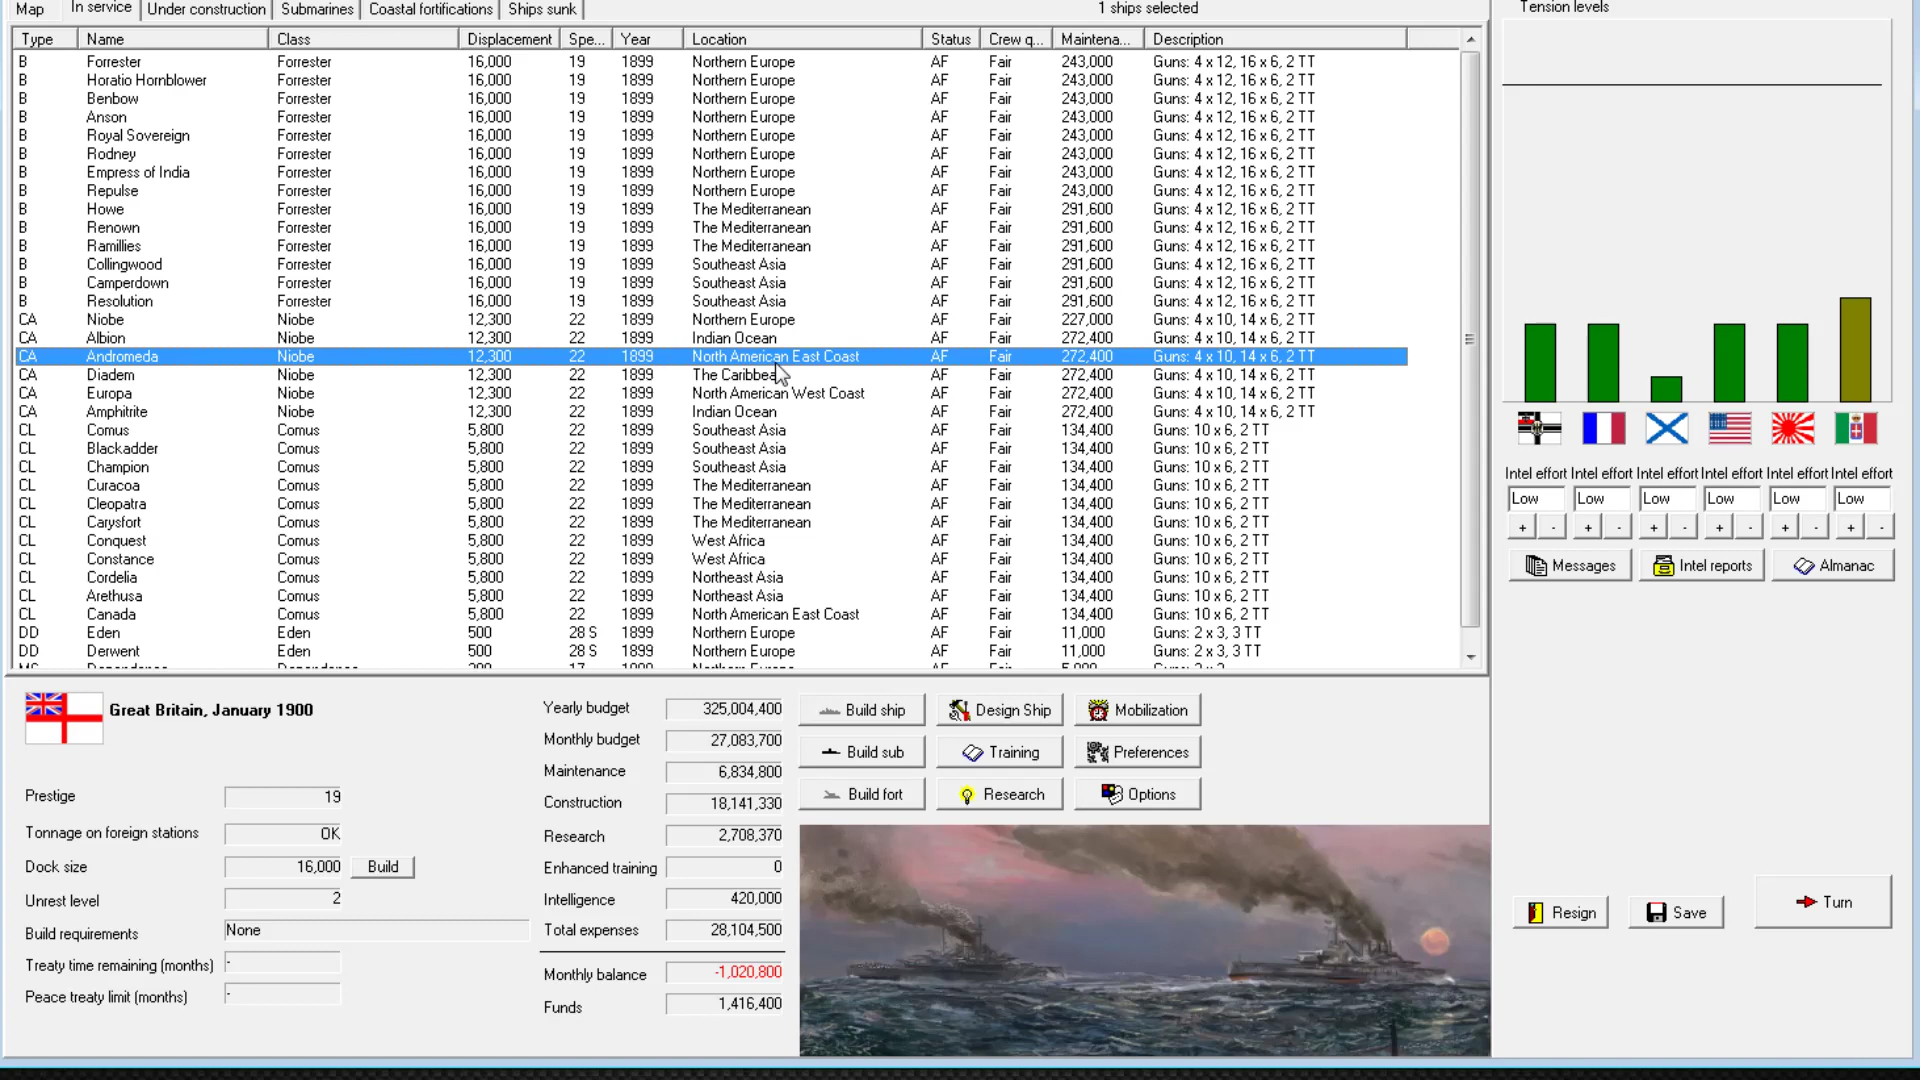 Map In service Under construction Submarines Coastal fortifications Ships sunk 1 ships selected Tension levels
Type Name Class Displacement Spe... Year Location Status Crew q... Maintena... Description
B Forrester Forrester 16,000 19 1899 Northern Europe AF Fair 243,000 Guns: 4 x 12, 16 x 6, 2 TT
B Horatio Hornblower Forrester 16,000 19 1899 Northern Europe AF Fair 243,000 Guns: 4 x 12, 16 x 6, 2 TT
B Benbow Forrester 16,000 19 1899 Northern Europe AF Fair 243,000 Guns: 4 x 12, 16 x 6, 2 TT
B Anson Forrester 16,000 19 1899 Northern Europe AF Fair 243,000 Guns: 4 x 12, 16 x 6, 2 TT
B Royal Sovereign Forrester 16,000 19 1899 Northern Europe AF Fair 243,000 Guns: 4 x 12, 16 x 6, 2 TT
B Rodney Forrester 16,000 19 1899 Northern Europe AF Fair 243,000 Guns: 4 x 12, 16 x 6, 2 TT
B Empress of India Forrester 16,000 19 1899 Northern Europe AF Fair 243,000 Guns: 4 x 12, 16 x 6, 2 TT
B Repulse Forrester 16,000 19 1899 Northern Europe AF Fair 243,000 Guns: 4 x 12, 16 x 6, 2 TT
B Howe Forrester 16,000 19 1899 The Mediterranean AF Fair 291,600 Guns: 4 x 12, 16 x 6, 2 TT
B Renown Forrester 16,000 19 1899 The Mediterranean AF Fair 291,600 Guns: 4 x 12, 16 x 6, 2 TT
B Ramillies Forrester 16,000 19 1899 The Mediterranean AF Fair 291,600 Guns: 4 x 12, 16 x 6, 2 TT
B Collingwood Forrester 16,000 19 1899 Southeast Asia AF Fair 291,600 Guns: 4 x 12, 16 x 6, 2 TT
B Camperdown Forrester 16,000 19 1899 Southeast Asia AF Fair 291,600 Guns: 4 x 12, 16 x 6, 2 TT
B Resolution Forrester 16,000 19 1899 Southeast Asia AF Fair 291,600 Guns: 4 x 12, 16 x 6, 2 TT
CA Niobe Niobe 12,300 22 1899 Northern Europe AF Fair 227,000 Guns: 4 x 10, 14 x 6, 2 TT
CA Albion Niobe 12,300 22 1899 Indian Ocean AF Fair 272,400 Guns: 4 x 10, 14 x 6, 2 TT
CA Andromeda Niobe 12,300 22 1899 North American East Coast AF Fair 272,400 Guns: 4 x 10, 14 x 6, 2 TT
CA Diadem Niobe 12,300 22 1899 The Caribbea AF Fair 272,400 Guns: 4 x 10, 14 x 6, 2 TT
CA Europa Niobe 12,300 22 1899 North American West Coast AF Fair 272,400 Guns: 4 x 10, 14 x 6, 2 TT
CA Amphitrite Niobe 12,300 22 1899 Indian Ocean AF Fair 272,400 Guns: 4 x 10, 14 x 6, 2 TT
CL Comus Comus 5,800 22 1899 Southeast Asia AF Fair 134,400 Guns: 10 x 6, 2 TT
CL Blackadder Comus 5,800 22 1899 Southeast Asia AF Fair 134,400 Guns: 10 x 6, 2 TT
CL Champion Comus 5,800 22 1899 Southeast Asia AF Fair 134,400 Guns: 10 x 6, 2 TT
CL Curacoa Comus 5,800 22 1899 The Mediterranean AF Fair 134,400 Guns: 10 x 6, 2 TT
CL Cleopatra Comus 5,800 22 1899 The Mediterranean AF Fair 134,400 Guns: 10 x 6, 2 TT
CL Carysfort Comus 5,800 22 1899 The Mediterranean AF Fair 134,400 Guns: 10 x 6, 2 TT
CL Conquest Comus 5,800 22 1899 West Africa AF Fair 134,400 Guns: 10 x 6, 2 TT
CL Constance Comus 5,800 22 1899 West Africa AF Fair 134,400 Guns: 10 x 6, 2 TT
CL Cordelia Comus 5,800 22 1899 Northeast Asia AF Fair 134,400 Guns: 10 x 6, 2 TT
CL Arethusa Comus 5,800 22 1899 Northeast Asia AF Fair 134,400 Guns: 10 x 6, 2 TT
CL Canada Comus 5,800 22 1899 North American East Coast AF Fair 134,400 Guns: 10 x 6, 2 TT
DD Eden Eden 500 28 S 1899 Northern Europe AF Fair 11,000 Guns: 2 x 3, 3 TT
DD Derwent Eden 500 28 S 1899 Northern Europe AF Fair 11,000 Guns: 2 x 3, 3 TT
Intel effort Intel effort Intel effort Intel effort Intel effort Intel effort
Low Low Low Low Low Low
+ - + - + - + - + - + -
Messages Intel reports Almanac
Great Britain, January 1900
Prestige 19
Tonnage on foreign stations OK
Dock size 16,000 Build
Unrest level 2
Build requirements None
Treaty time remaining (months) -
Peace treaty limit (months) -
Yearly budget 325,004,400
Monthly budget 27,083,700
Maintenance 6,834,800
Construction 18,141,330
Research 2,708,370
Enhanced training 0
Intelligence 420,000
Total expenses 28,104,500
Monthly balance -1,020,800
Funds 1,416,400
Build ship Design Ship Mobilization
Build sub Training Preferences
Build fort Research Options
Resign Save Turn